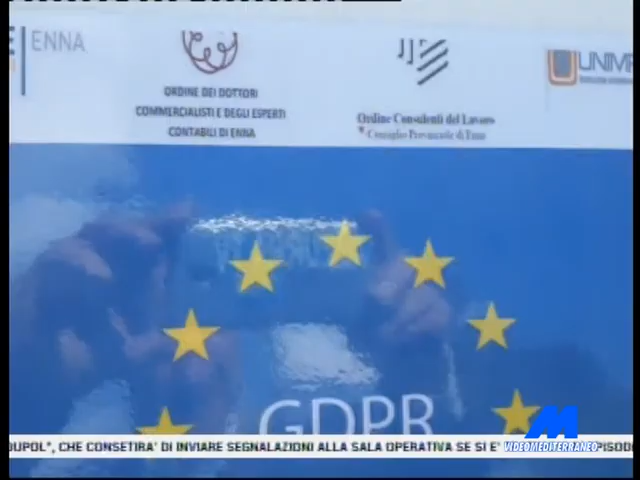 ENNA
ORDINE DEI DOTTORI
COMMERCIALISTI E DEGLI ESPERTI
CONTABILI DI ENNA
Ordine Consulenti del Lavoro
Consiglio Provinciale di Enna
GDPR
DUPOL", CHE CONSETIRA' DI INVIARE SEGNALAZIONI ALLA SALA OPERATIVA SE SI E'
VIDEOMEDITERRANEO